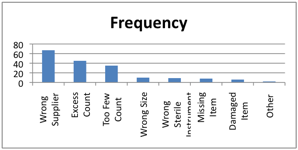 Frequency
80
60
40
20
0
Wrong
Supplier
Excess
Count
Too Few
Count
Wrong Size
Wrong
Sterile
Instrument
Missing
Item
Damaged
Item
Other